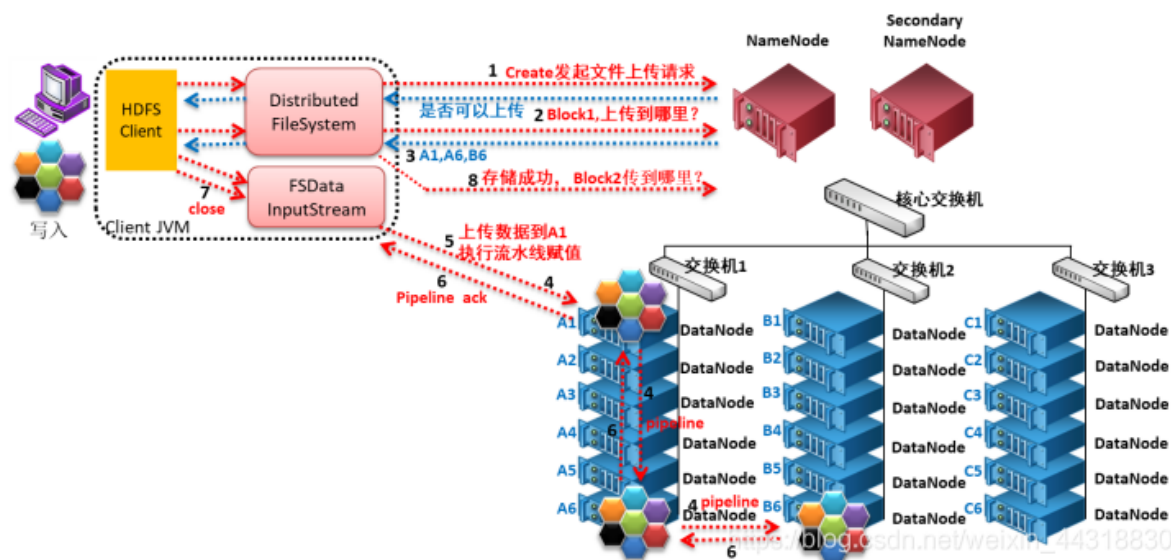 Secondary
NameNode
NameNode
1 Create发起文件上传请求
HDFS
Client
Distributed
FileSystem
是否可以上传
2 Block1,上传到哪里？
3 A1,A6,B6
8 存储成功， Block2传到哪里？
7
close
FSData
InputStream
写入
Client JVM
核心交换机
5 上传数据到A1
执行流水线赋值
6
Pipeline ack
4
交换机1
交换机2
交换机3
A1
DataNode
B1
DataNode
C1
DataNode
A2
DataNode
B2
DataNode
C2
DataNode
A3
DataNode
B3
DataNode
C3
DataNode
4
pipeline
6
A4
DataNode
B4
DataNode
C4
DataNode
A5
DataNode
B5
DataNode
C5
DataNode
A6
DataNode
B6
DataNode
C6
DataNode
4 pipeline
6
https://blog.csdn.net/weixin_44318830